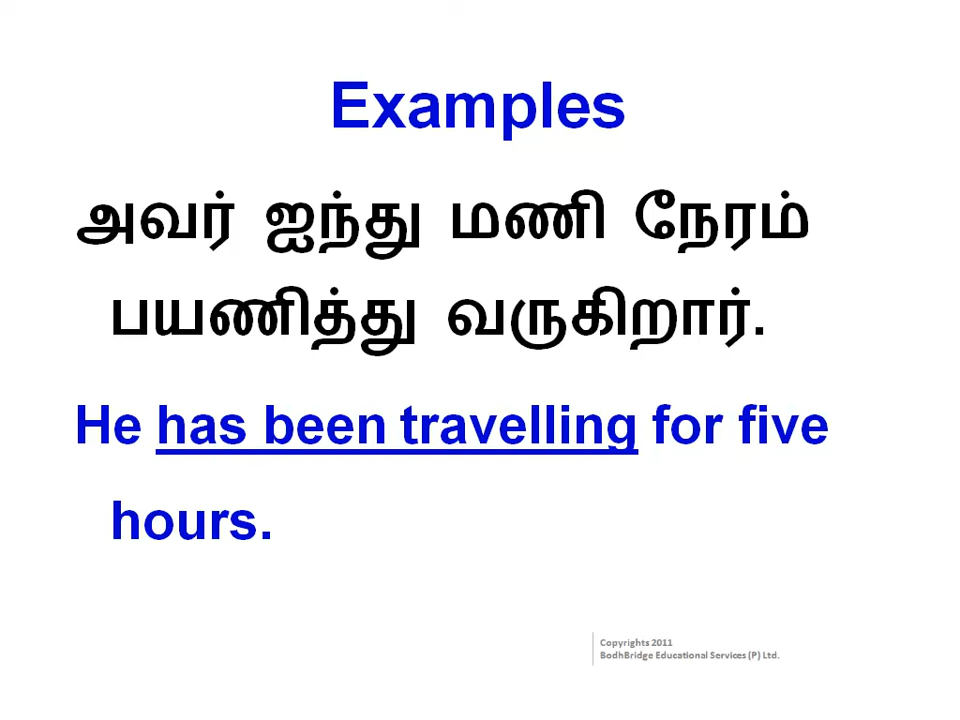 Examples
அவர் ஐந்து மணி நேரம்
பயணித்து வருகிறார்.
He has been travelling for five
hours.
Copyrights 2011
BodhBridge Educational Services (P) Ltd.